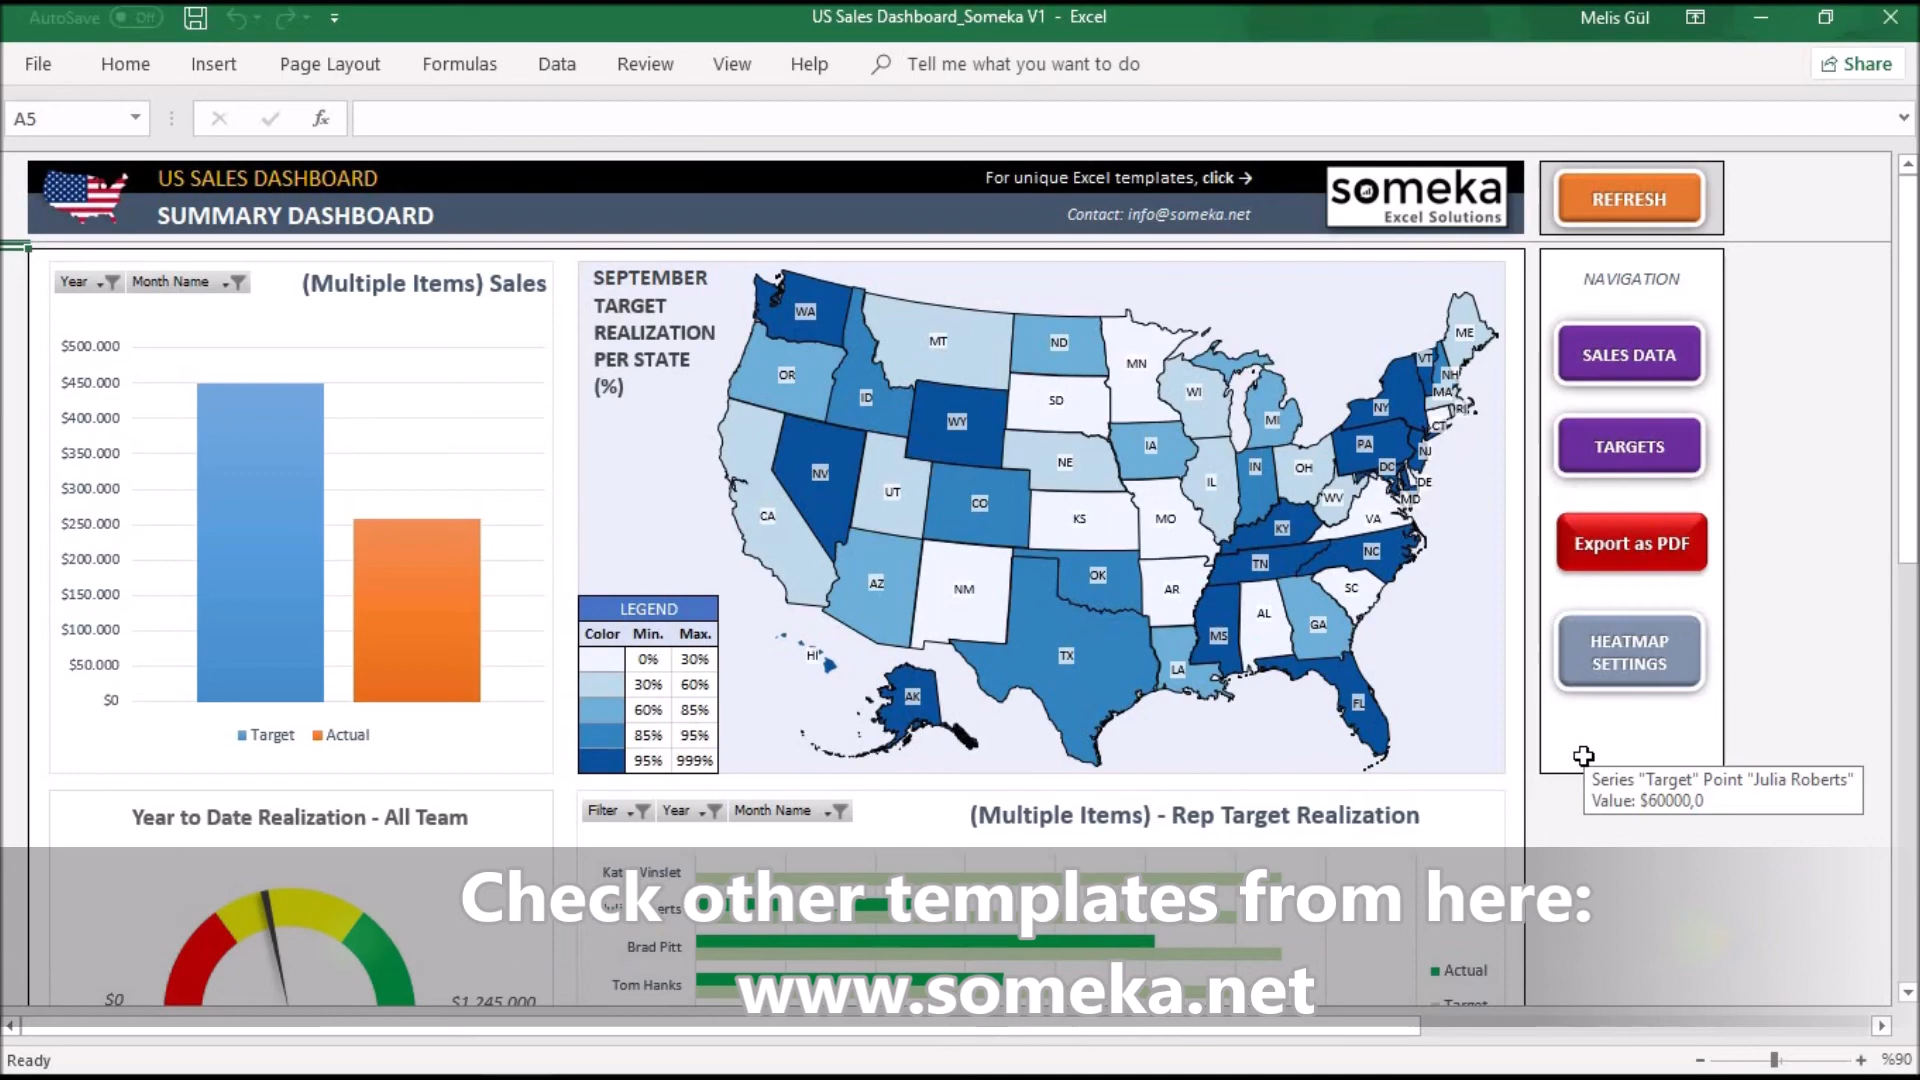 AutoSave Off
US Sales Dashboard_Someka V1 - Excel
Melis Gül
File Home Insert Page Layout Formulas Data Review View Help Tell me what you want to do Share
A5 fx
US SALES DASHBOARD
SUMMARY DASHBOARD
For unique Excel templates, click →
Contact: info@someka.net
someka
Excel Solutions
REFRESH
Year Month Name
(Multiple Items) Sales
$500.000
$450.000
$400.000
$350.000
$300.000
$250.000
$200.000
$150.000
$100.000
$50.000
$0
Target Actual
SEPTEMBER
TARGET
REALIZATION
PER STATE
(%)
WA
MT
ND
MN
ME
VT
NH
MA
RI
CT
OR
ID
WY
SD
WI
MI
NY
PA
NJ
NV
UT
CO
NE
IA
IL
IN
OH
WV
DC
DE
MD
VA
CA
AZ
NM
KS
MO
KY
NC
TN
OK
AR
SC
MS
AL
GA
TX
LA
FL
HI
AK
LEGEND
Color Min. Max.
0% 30%
30% 60%
60% 85%
85% 95%
95% 999%
NAVIGATION
SALES DATA
TARGETS
Export as PDF
HEATMAP
SETTINGS
Series "Target" Point "Julia Roberts"
Value: $60000,0
Year to Date Realization - All Team
$0
$1.245.000
Filter Year Month Name
(Multiple Items) - Rep Target Realization
Brad Pitt
Tom Hanks
Actual
Target
Check other templates from here:
www.someka.net
Ready
%90